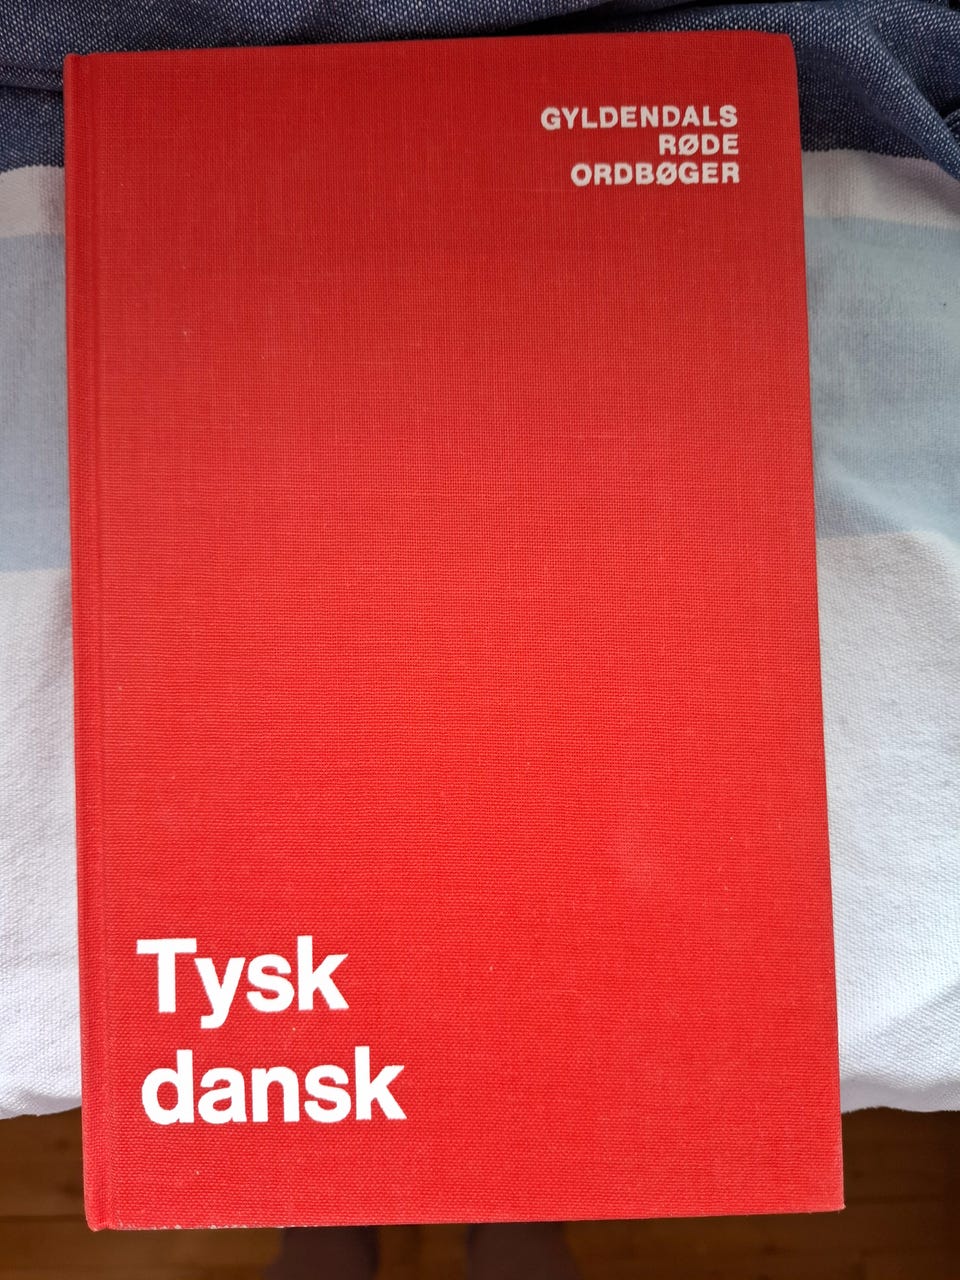 GYLDENDALS
RØDE
ORDBØGER
Tysk
dansk